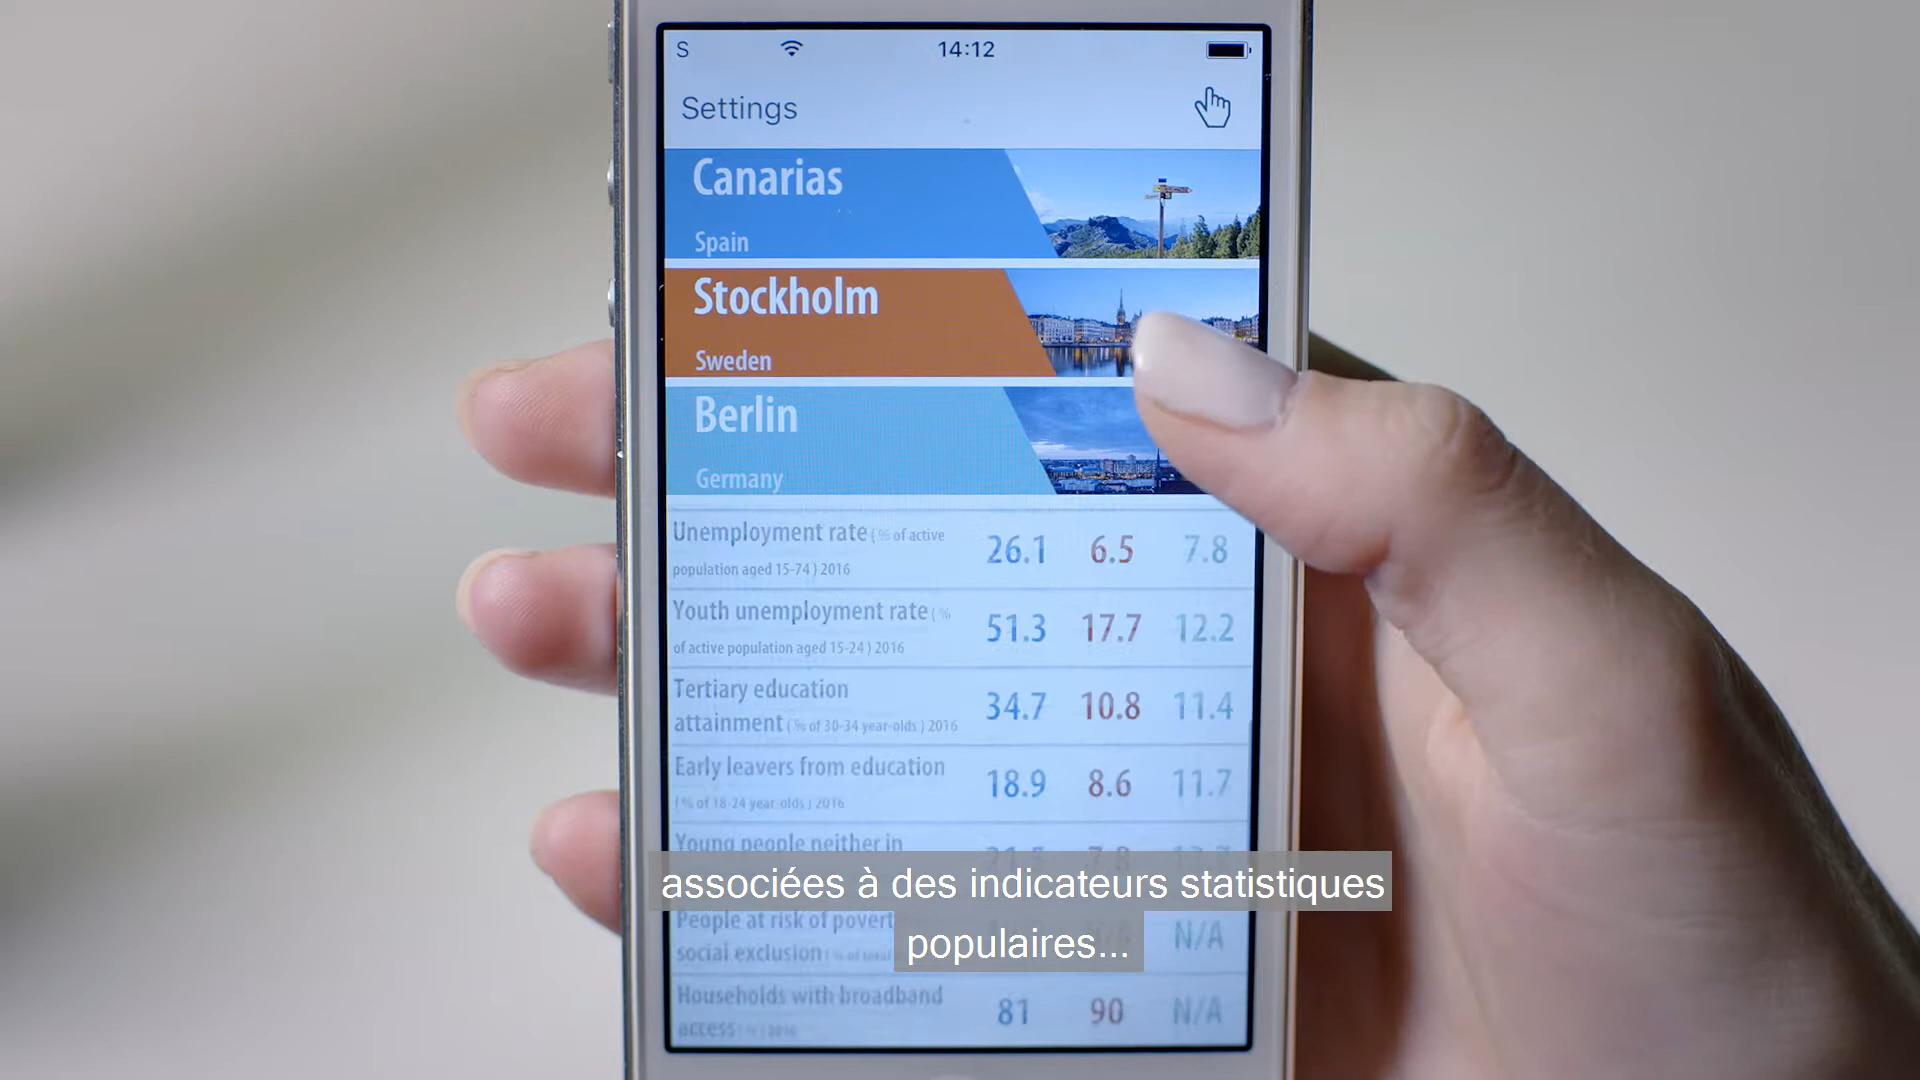 S 14:12
Settings
Canarias
Spain
Stockholm
Sweden
Berlin
Germany
Unemployment rate ( % of active
population aged 15-74 ) 2016
26.1 6.5 7.8
Youth unemployment rate ( %
of active population aged 15-24 ) 2016
51.3 17.7 12.2
Tertiary education
attainment ( % of 30-34 year-olds ) 2016
34.7 10.8 11.4
Early leavers from education
( % of 18-24 year-olds ) 2016
18.9 8.6 11.7
Young people neither in
associées à des indicateurs statistiques
populaires...
People at risk of povert
social exclusion
N/A
Households with broadband
access ( % ) 2016
81 90 N/A